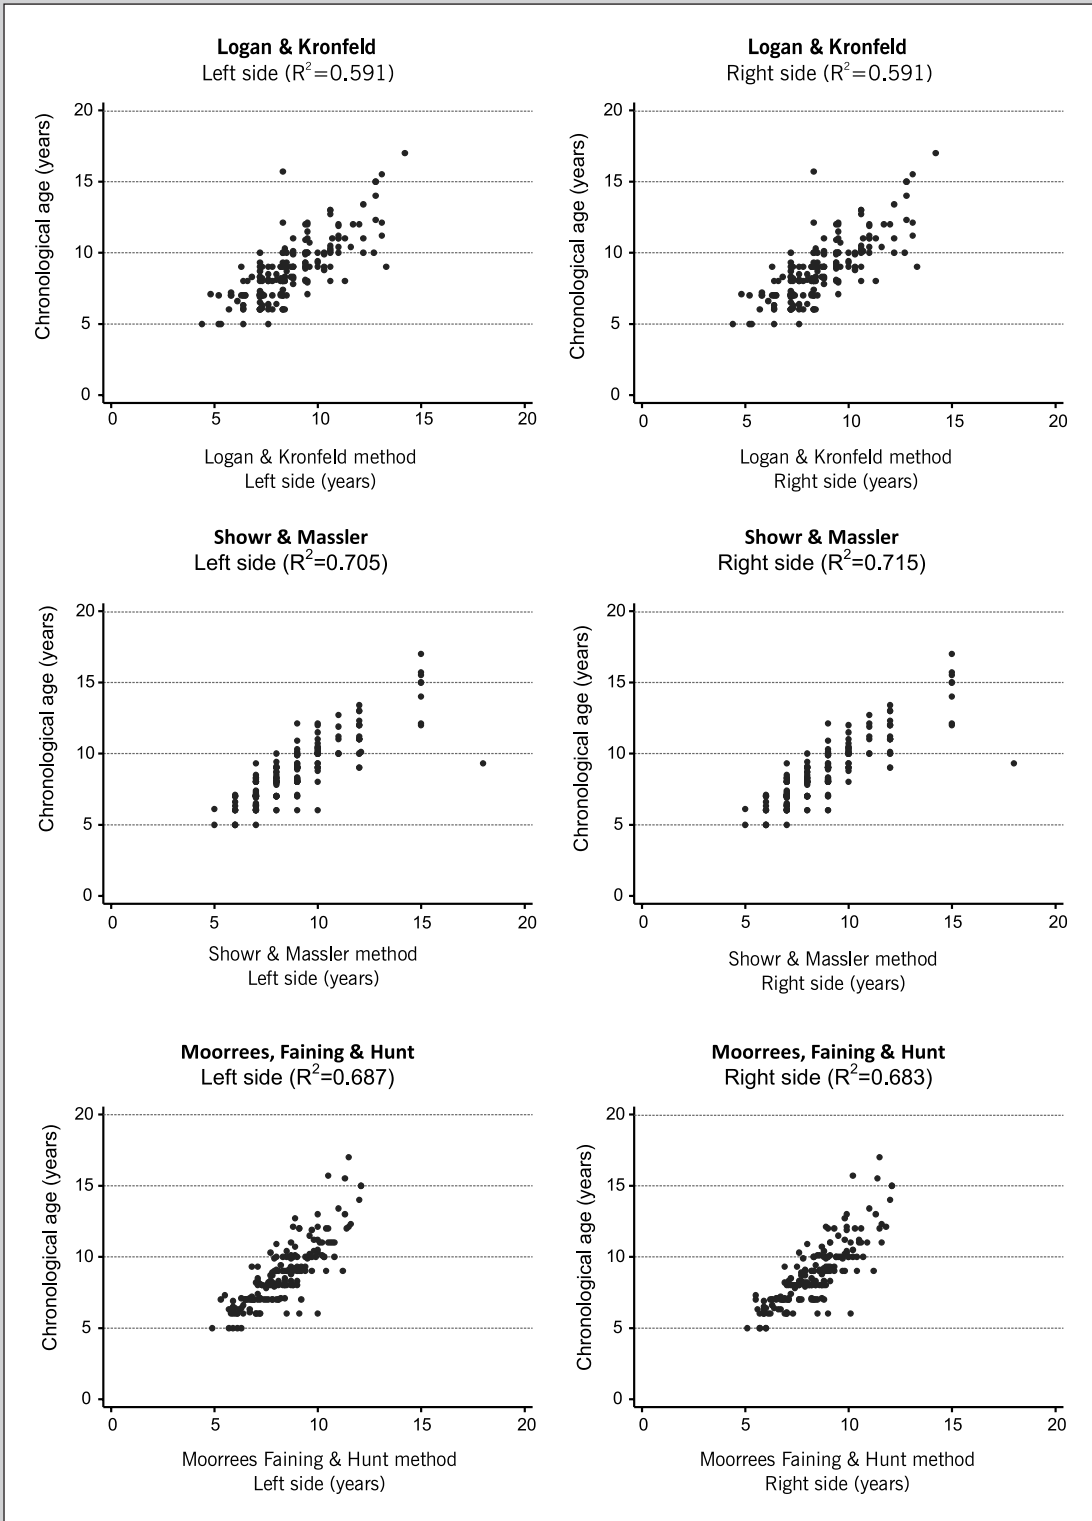 Logan & Kronfeld
Left side (R²=0.591)
Chronological age (years)
20
15
10
5
0
0 5 10 15 20
Logan & Kronfeld method
Left side (years)
Logan & Kronfeld
Right side (R²=0.591)
Chronological age (years)
20
15
10
5
0
0 5 10 15 20
Logan & Kronfeld method
Right side (years)
Showr & Massler
Left side (R²=0.705)
Chronological age (years)
20
15
10
5
0
0 5 10 15 20
Showr & Massler method
Left side (years)
Showr & Massler
Right side (R²=0.715)
Chronological age (years)
20
15
10
5
0
0 5 10 15 20
Showr & Massler method
Right side (years)
Moorrees, Faining & Hunt
Left side (R²=0.687)
Chronological age (years)
20
15
10
5
0
0 5 10 15 20
Moorrees Faining & Hunt method
Left side (years)
Moorrees, Faining & Hunt
Right side (R²=0.683)
Chronological age (years)
20
15
10
5
0
0 5 10 15 20
Moorrees Faining & Hunt method
Right side (years)